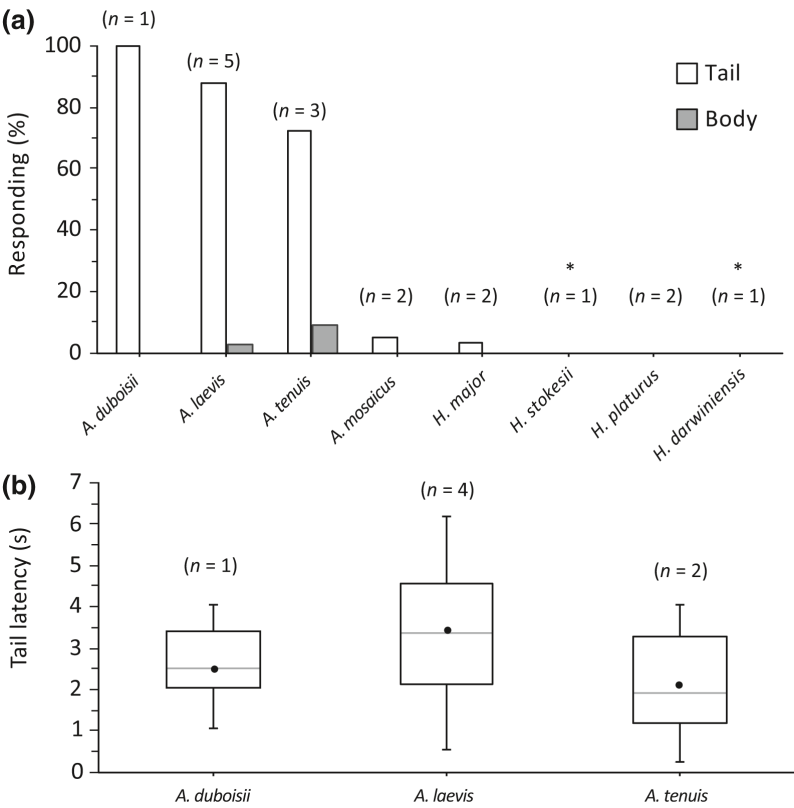 (a)
(n = 1)
(n = 5)
(n = 3)
(n = 2)
(n = 2)
*
(n = 1)
(n = 2)
*
(n = 1)
Tail
Body
Responding (%)
100
80
60
40
20
0
A. duboisii
A. laevis
A. tenuis
A. mosaicus
H. major
H. stokesii
H. platurus
H. darwiniensis
(b)
Tail latency (s)
7
6
5
4
3
2
1
0
(n = 1)
(n = 4)
(n = 2)
A. duboisii
A. laevis
A. tenuis